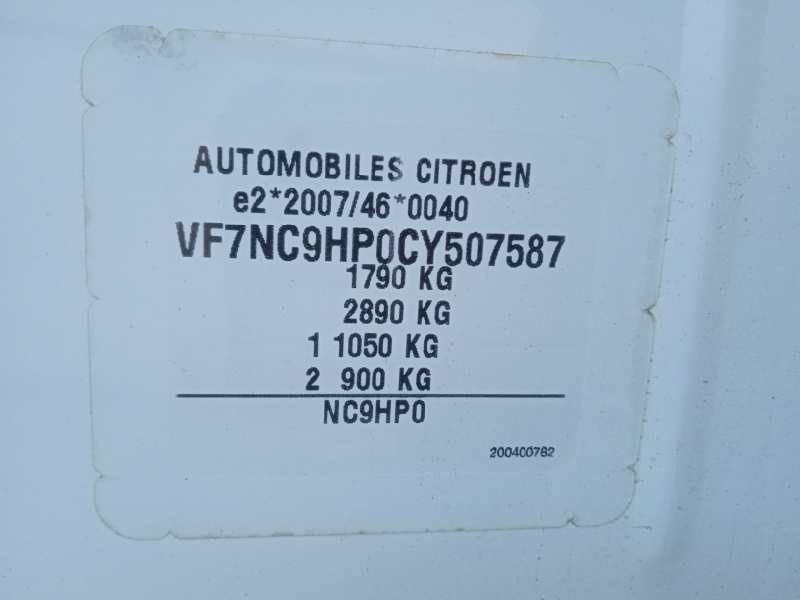 AUTOMOBILES CITROEN
e2*2007/46*0040
VF7NC9HP0CY507587
1790 KG
2890 KG
1 1050 KG
2 900 KG
NC9HP0
200400762